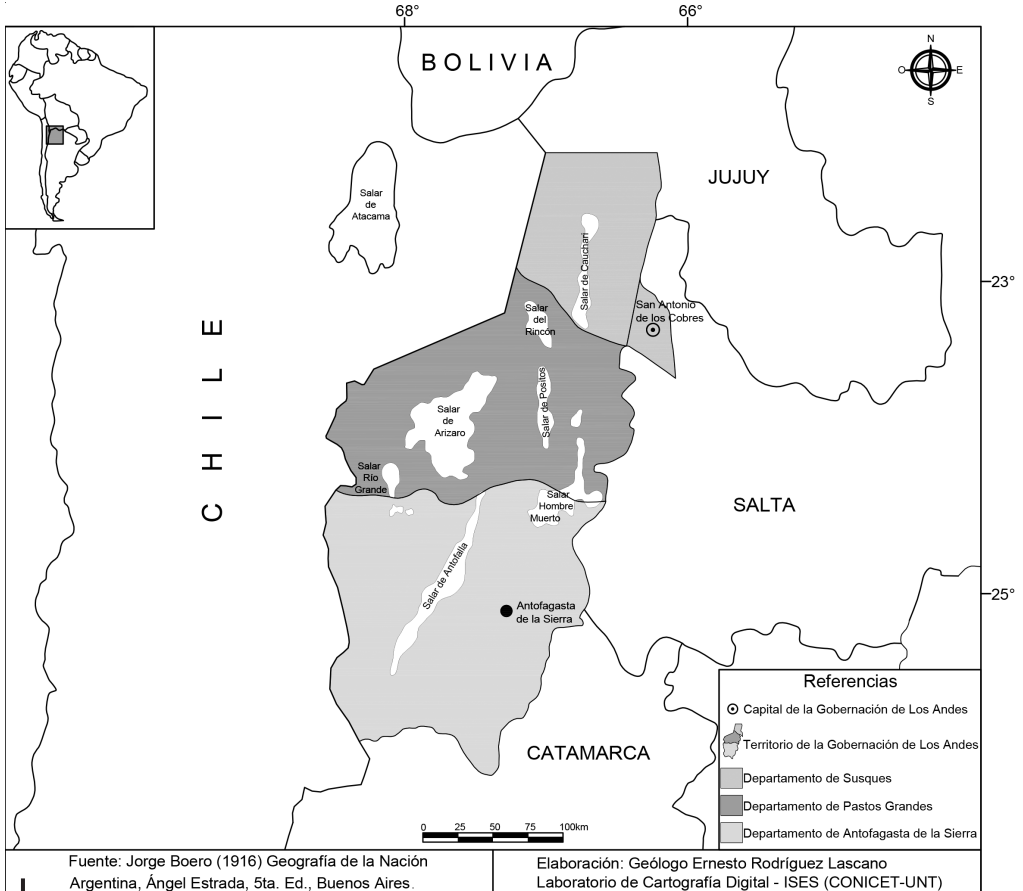 68°
66°
BOLIVIA
N
O
E
S
JUJUY
Salar
de
Atacama
Salar de Cauchari
23°
San Antonio
de los Cobres
Salar
del
Rincón
CHILE
Salar de Positos
Salar
de
Arizaro
Salar
Río
Grande
Salar
Hombre
Muerto
SALTA
Salar de Antofalla
25°
Antofagasta
de la Sierra
CATAMARCA
Referencias
Capital de la Gobernación de Los Andes
Territorio de la Gobernación de Los Andes
Departamento de Susques
Departamento de Pastos Grandes
Departamento de Antofagasta de la Sierra
0 25 50 75 100km
Fuente: Jorge Boero (1916) Geografía de la Nación
Argentina, Ángel Estrada, 5ta. Ed., Buenos Aires.
Elaboración: Geólogo Ernesto Rodríguez Lascano
Laboratorio de Cartografía Digital - ISES (CONICET-UNT)